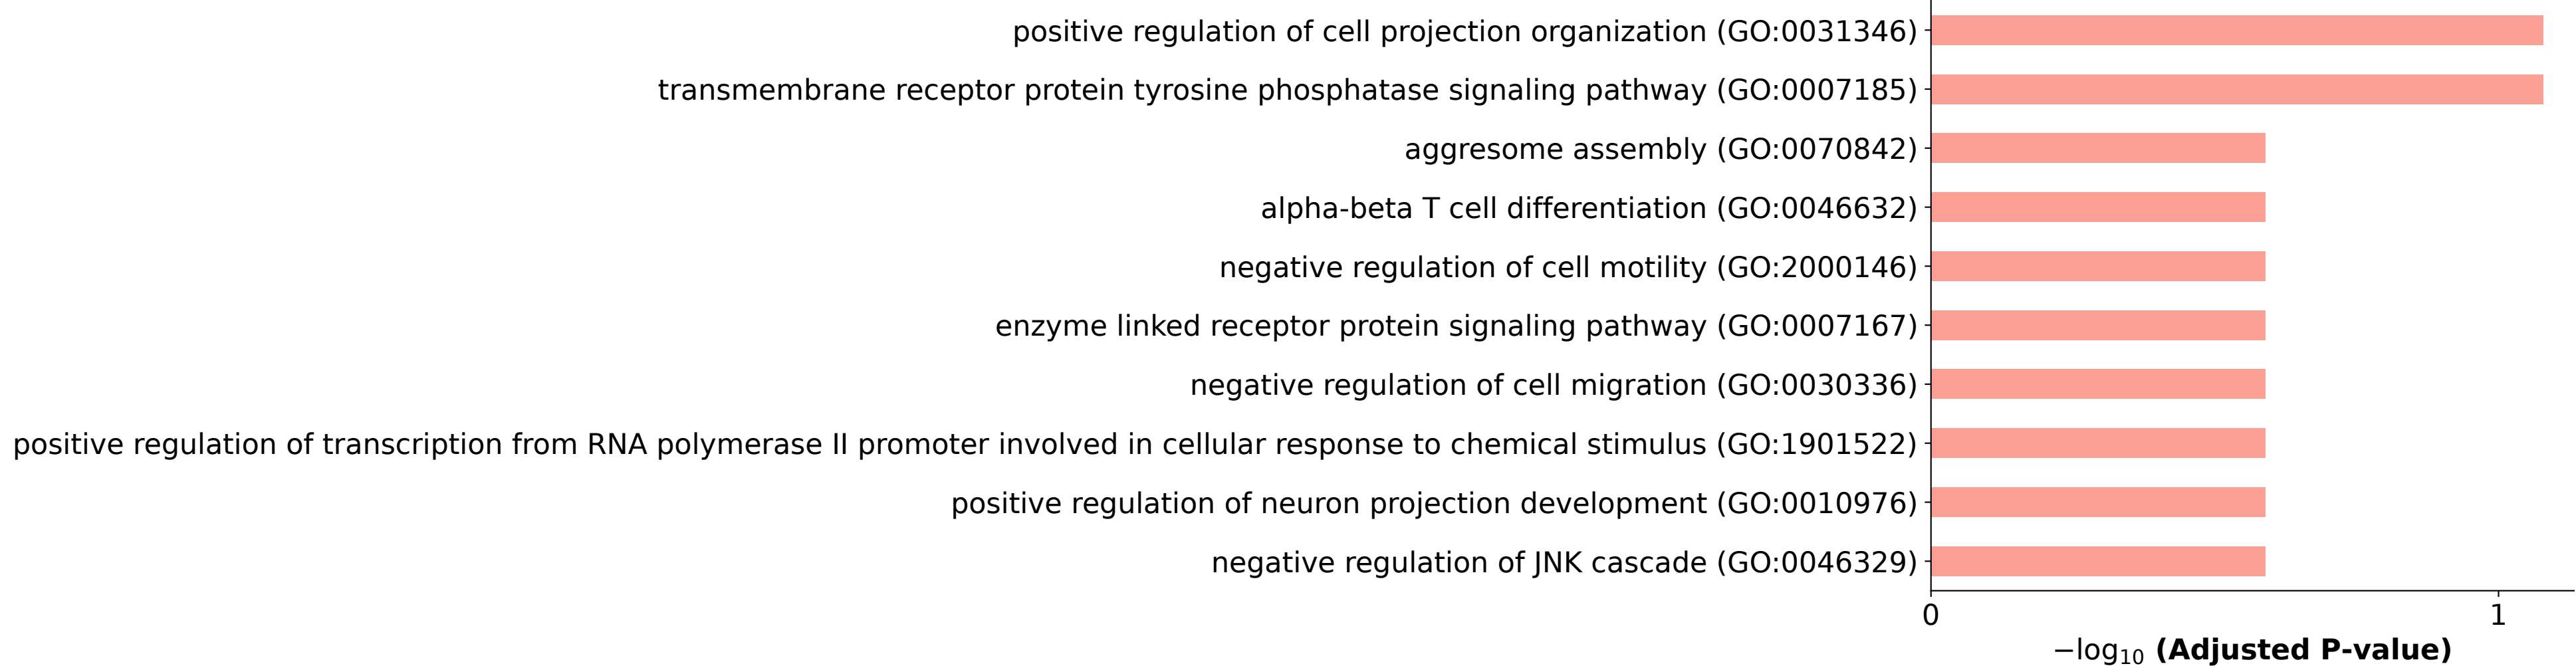 positive regulation of cell projection organization (GO:0031346)
transmembrane receptor protein tyrosine phosphatase signaling pathway (GO:0007185)
aggresome assembly (GO:0070842)
alpha-beta T cell differentiation (GO:0046632)
negative regulation of cell motility (GO:2000146)
enzyme linked receptor protein signaling pathway (GO:0007167)
negative regulation of cell migration (GO:0030336)
positive regulation of transcription from RNA polymerase II promoter involved in cellular response to chemical stimulus (GO:1901522)
positive regulation of neuron projection development (GO:0010976)
negative regulation of JNK cascade (GO:0046329)
0 1
−log₁₀ (Adjusted P-value)